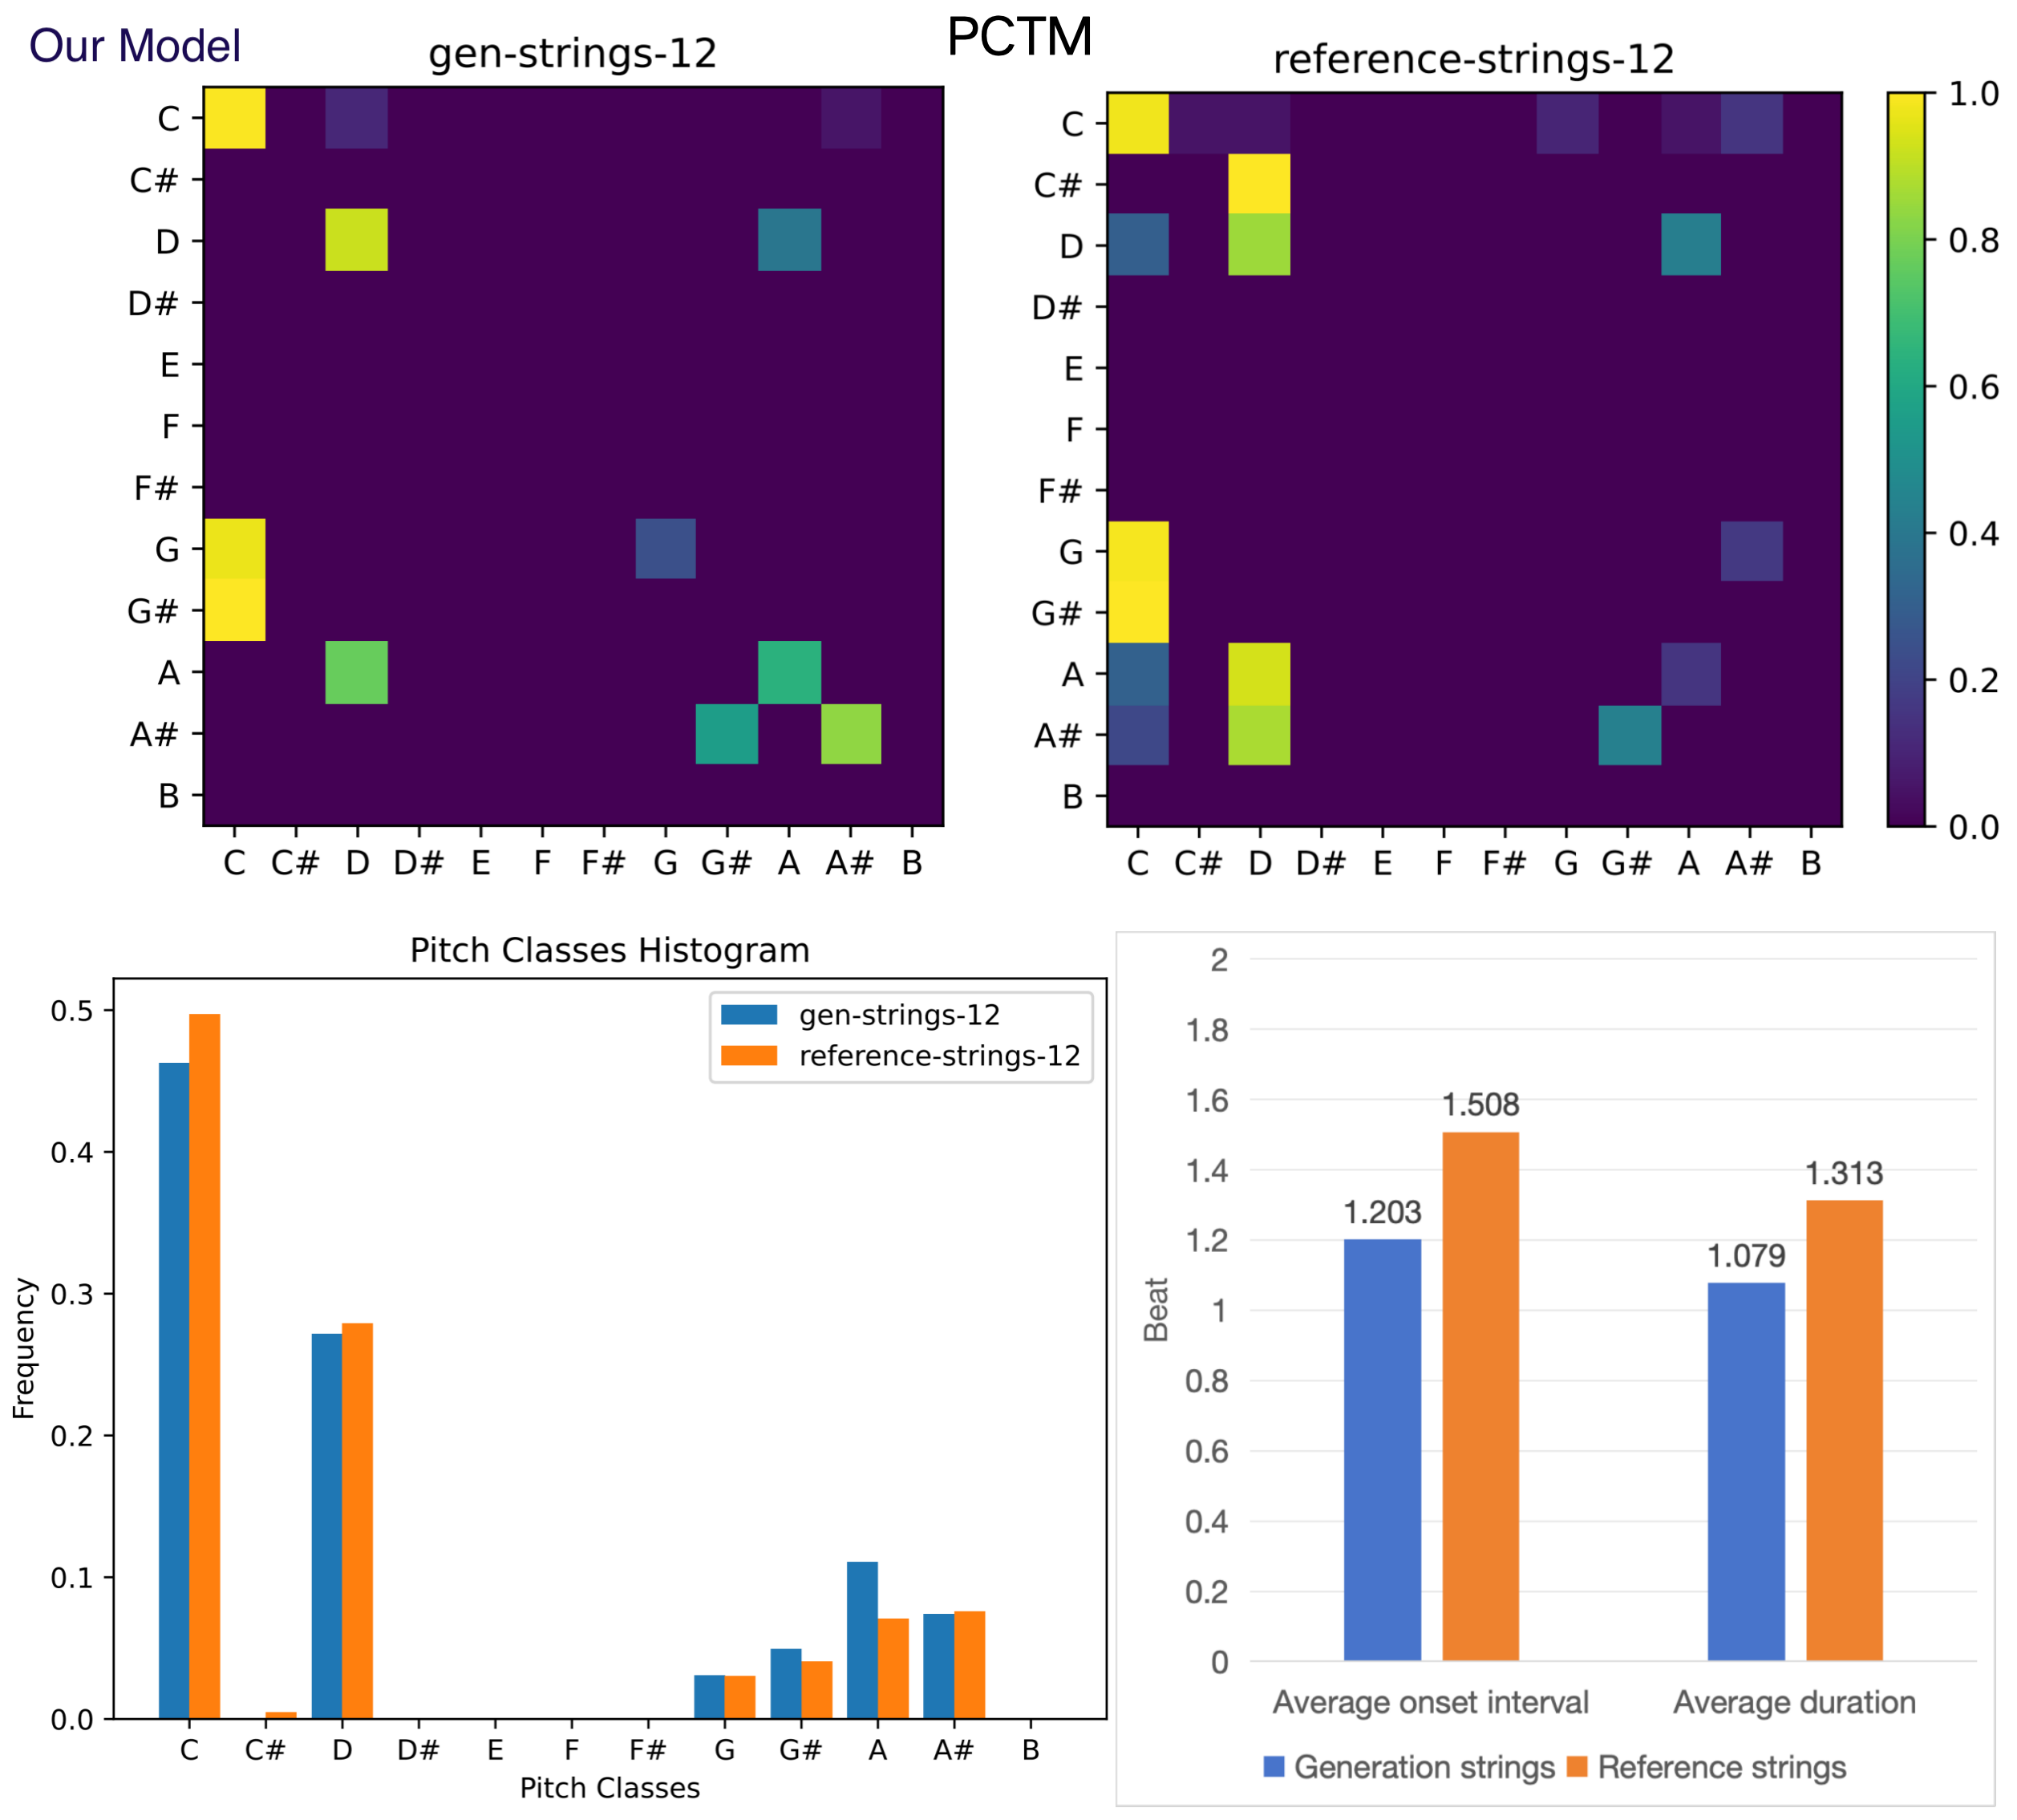 Our Model
PCTM
gen-strings-12
reference-strings-12
C
C#
D
D#
E
F
F#
G
G#
A
A#
B
C C# D D# E F F# G G# A A# B
C
C#
D
D#
E
F
F#
G
G#
A
A#
B
C C# D D# E F F# G G# A A# B
1.0
0.8
0.6
0.4
0.2
0.0
Pitch Classes Histogram
gen-strings-12
reference-strings-12
Frequency
0.5
0.4
0.3
0.2
0.1
0.0
C C# D D# E F F# G G# A A# B
Pitch Classes
Beat
2
1.8
1.6
1.4
1.2
1
0.8
0.6
0.4
0.2
0
1.203
1.508
1.079
1.313
Average onset interval Average duration
Generation strings Reference strings